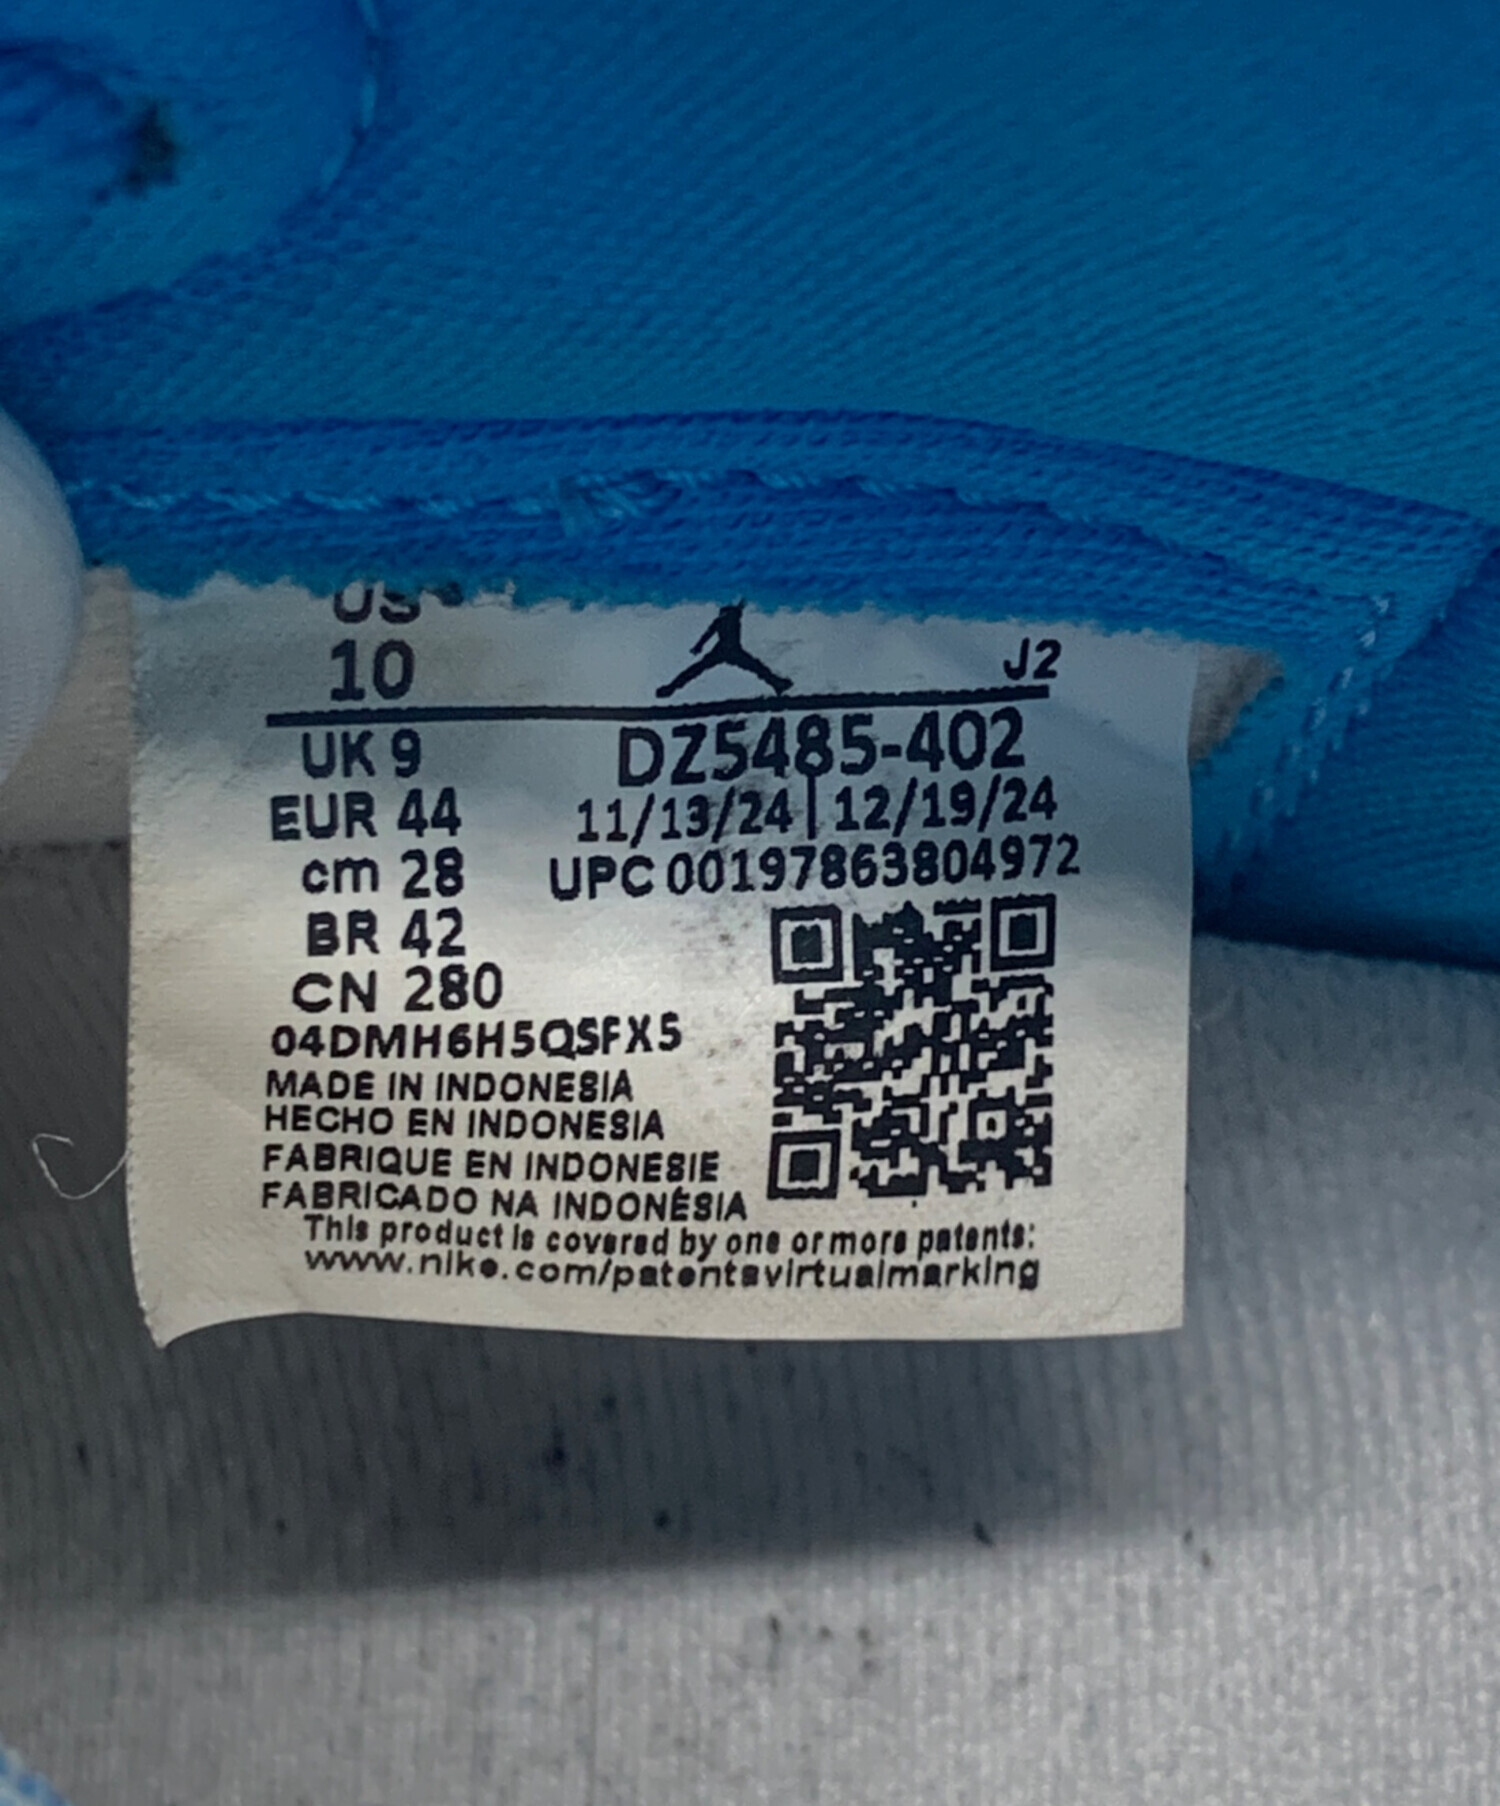 US
10
J2
UK 9
DZ5485-402
EUR 44
11/13/24 | 12/19/24
cm 28
UPC 00197863804972
BR 42
CN 280
04DMH6H5QSFX5
MADE IN INDONESIA
HECHO EN INDONESIA
FABRIQUE EN INDONESIE
FABRICADO NA INDONÉSIA
This product is covered by one or more patents:
www.nike.com/patentsvirtualmarking